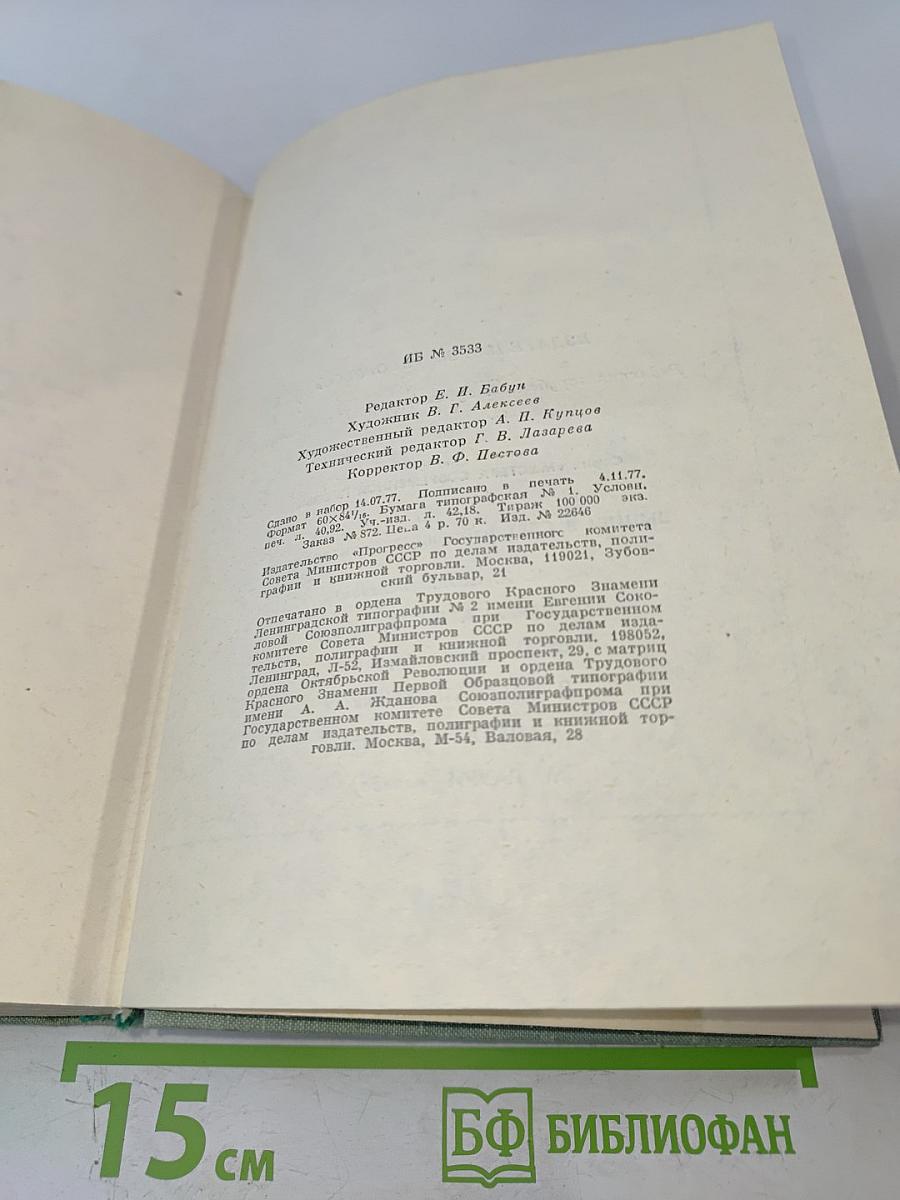 ИБ № 3533
Редактор Е. И. Бабун
Художник В. Г. Алексеев
Художественный редактор А. П. Купцов
Технический редактор Г. В. Лазарева
Корректор В. Ф. Пестова
Сдано в набор 14.07.77. Подписано в печать 4.11.77.
Формат 60×84¹/₁₆. Бумага типографская № 1. Условн.
печ. л. 40,92. Уч.-изд. л. 42,18. Тираж 100 000 экз.
Заказ № 872. Цена 4 р. 70 к. Изд. № 22646
Издательство «Прогресс» Государственного комитета
Совета Министров СССР по делам издательств, поли-
графии и книжной торговли. Москва, 119021, Зубов-
ский бульвар, 21
Отпечатано в ордена Трудового Красного Знамени
Ленинградской типографии № 2 имени Евгении Соко-
ловой Союзполиграфпрома при Государственном
комитете Совета Министров СССР по делам изда-
тельств, полиграфии и книжной торговли. 198052,
Ленинград, Л-52, Измайловский проспект, 29, с матриц
ордена Октябрьской Революции и ордена Трудового
Красного Знамени Первой Образцовой типографии
имени А. А. Жданова Союзполиграфпрома при
Государственном комитете Совета Министров СССР
по делам издательств, полиграфии и книжной тор-
говли. Москва, М-54, Валовая, 28
15 см
БФ БИБЛИОФАН